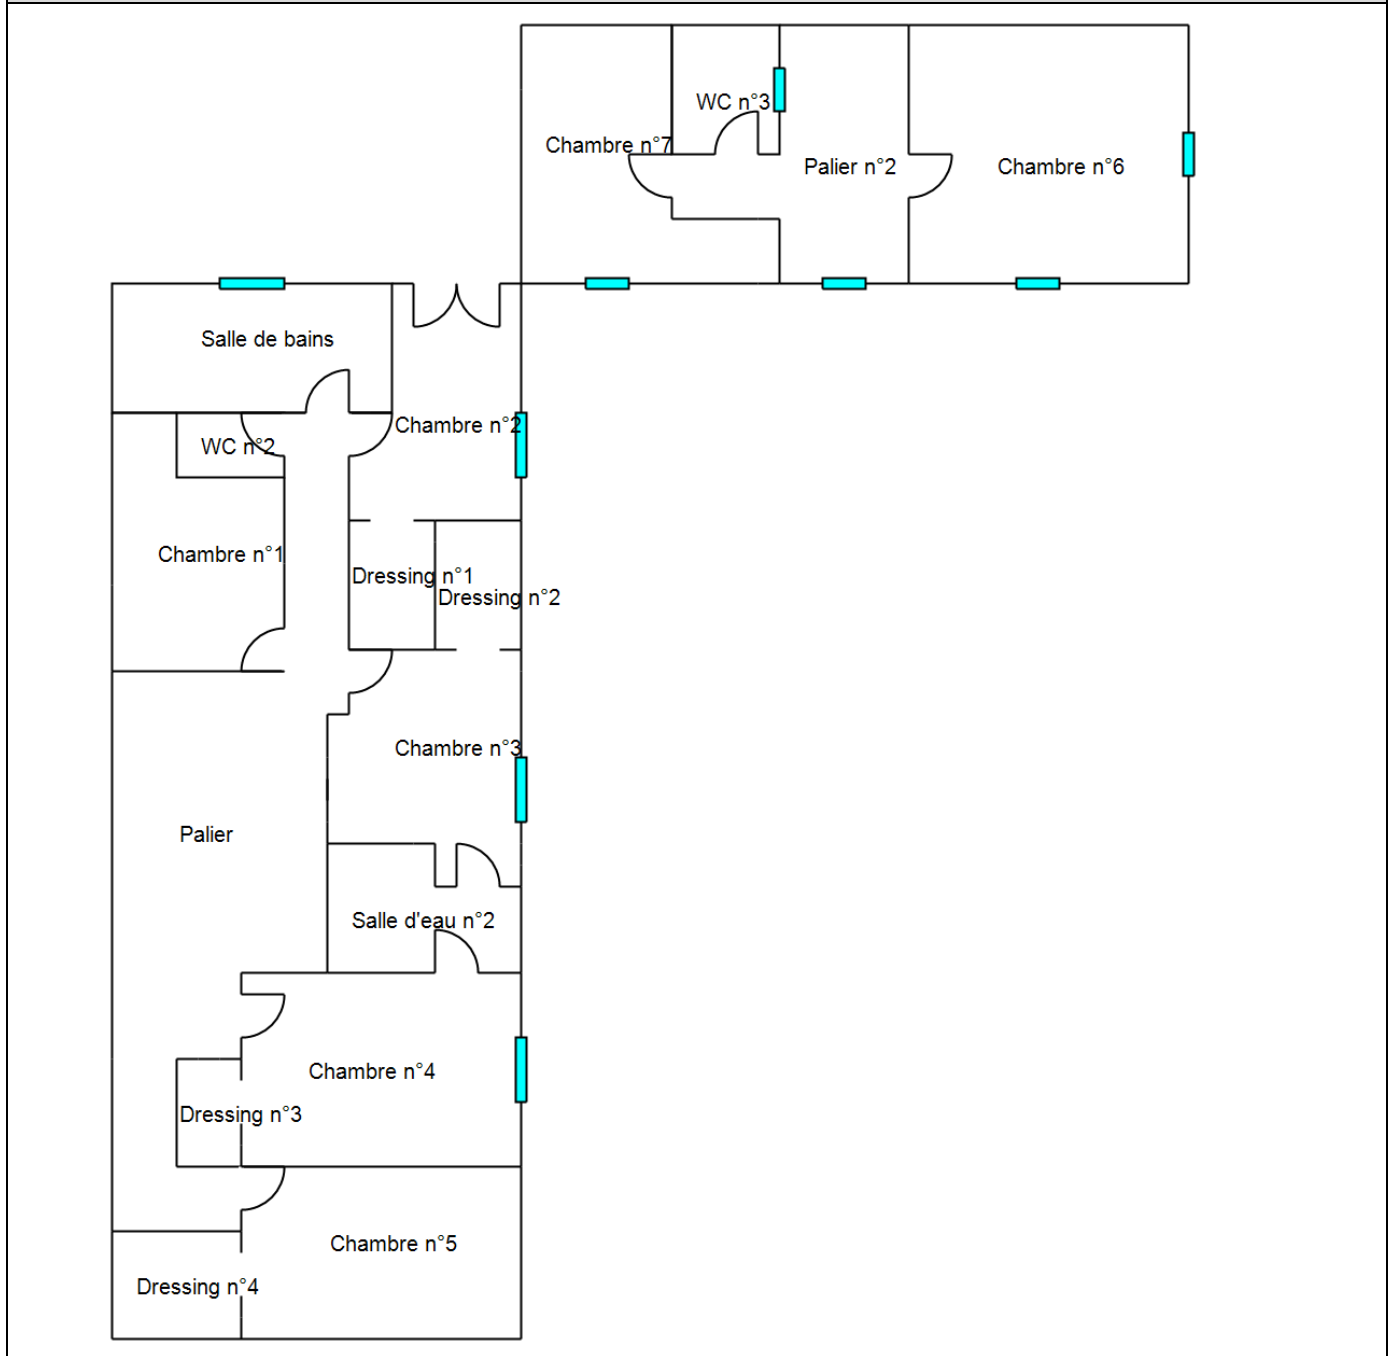 WC n°3
Chambre n°7
Palier n°2
Chambre n°6
Salle de bains
Chambre n°2
WC n°2
Chambre n°1
Dressing n°1
Dressing n°2
Chambre n°3
Palier
Salle d'eau n°2
Chambre n°4
Dressing n°3
Chambre n°5
Dressing n°4